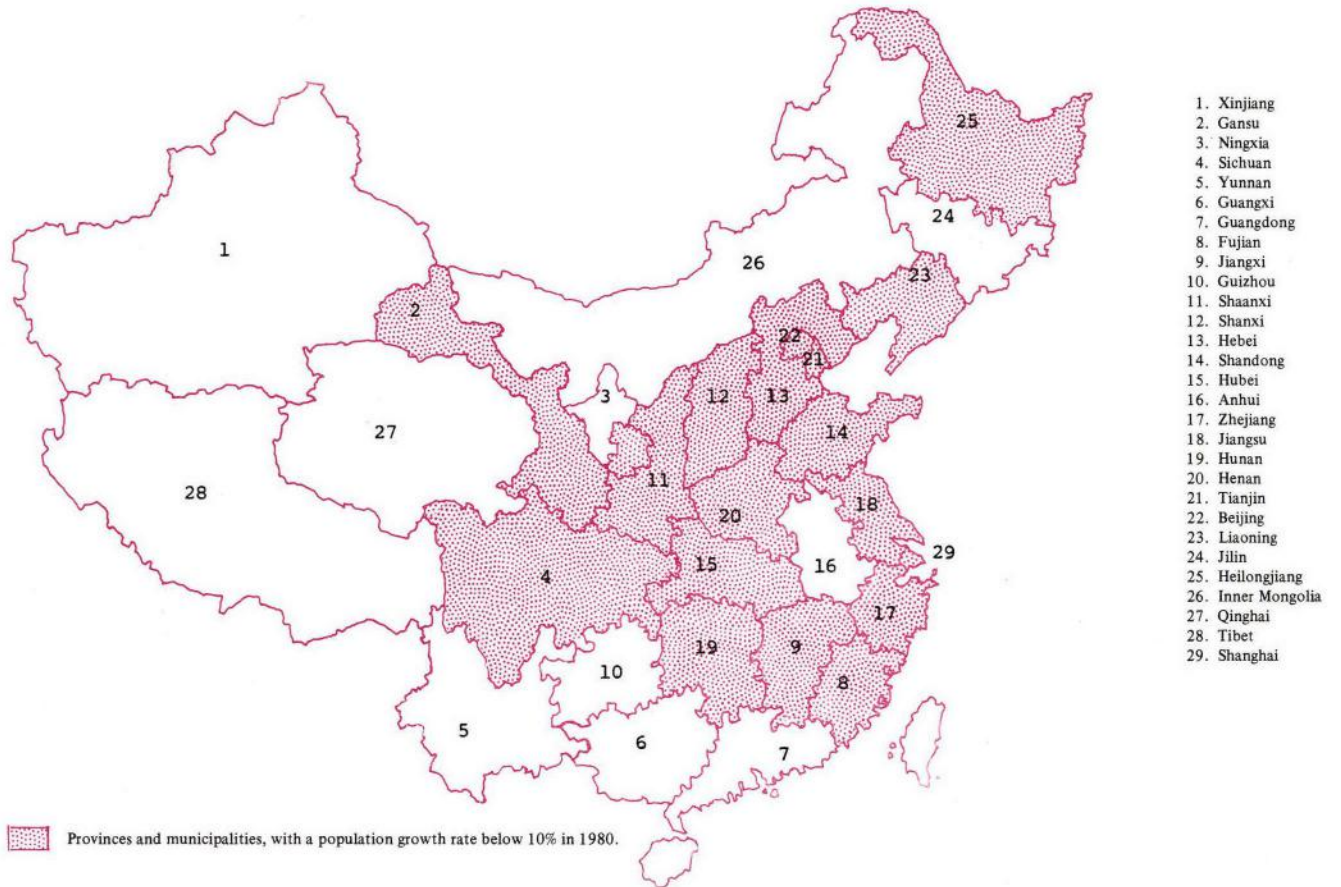 25
24
1
26
23
2
22
21
3
12
13
27
14
11
28
18
20
29
15
16
4
17
19
9
10
8
5
6
7
1. Xinjiang
2. Gansu
3. Ningxia
4. Sichuan
5. Yunnan
6. Guangxi
7. Guangdong
8. Fujian
9. Jiangxi
10. Guizhou
11. Shaanxi
12. Shanxi
13. Hebei
14. Shandong
15. Hubei
16. Anhui
17. Zhejiang
18. Jiangsu
19. Hunan
20. Henan
21. Tianjin
22. Beijing
23. Liaoning
24. Jilin
25. Heilongjiang
26. Inner Mongolia
27. Qinghai
28. Tibet
29. Shanghai
Provinces and municipalities, with a population growth rate below 10% in 1980.